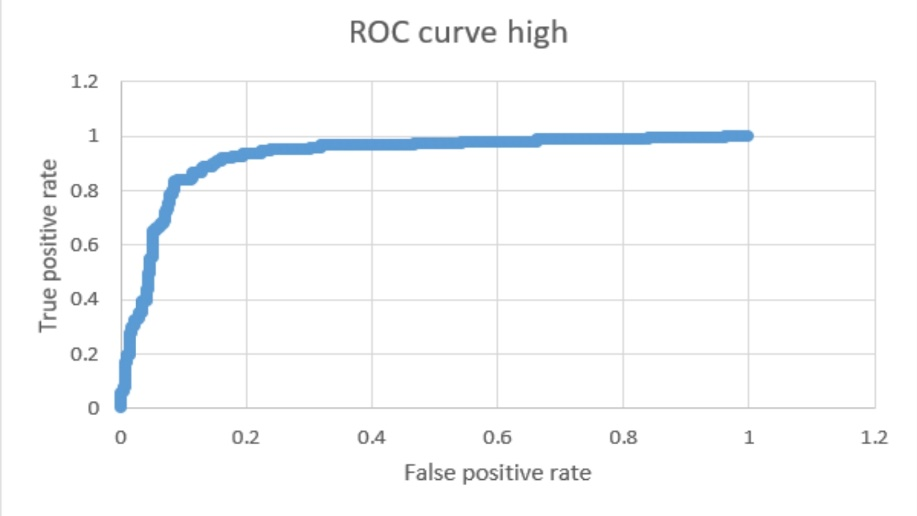 ROC curve high
1.2
1
0.8
0.6
0.4
0.2
0
True positive rate
0 0.2 0.4 0.6 0.8 1 1.2
False positive rate